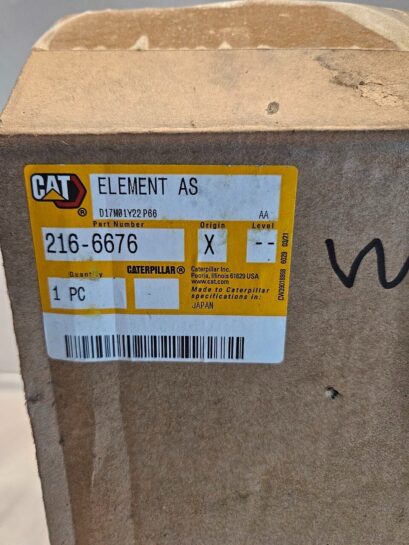 CAT ®
ELEMENT AS
D17M01Y22 P66 AA
Part Number Origin Level
216-6676 X --
Quantity CATERPILLAR® Caterpillar Inc.
Peoria, Illinois 61629 USA
www.cat.com
1 PC - Made to Caterpillar
specifications in:
JAPAN
W